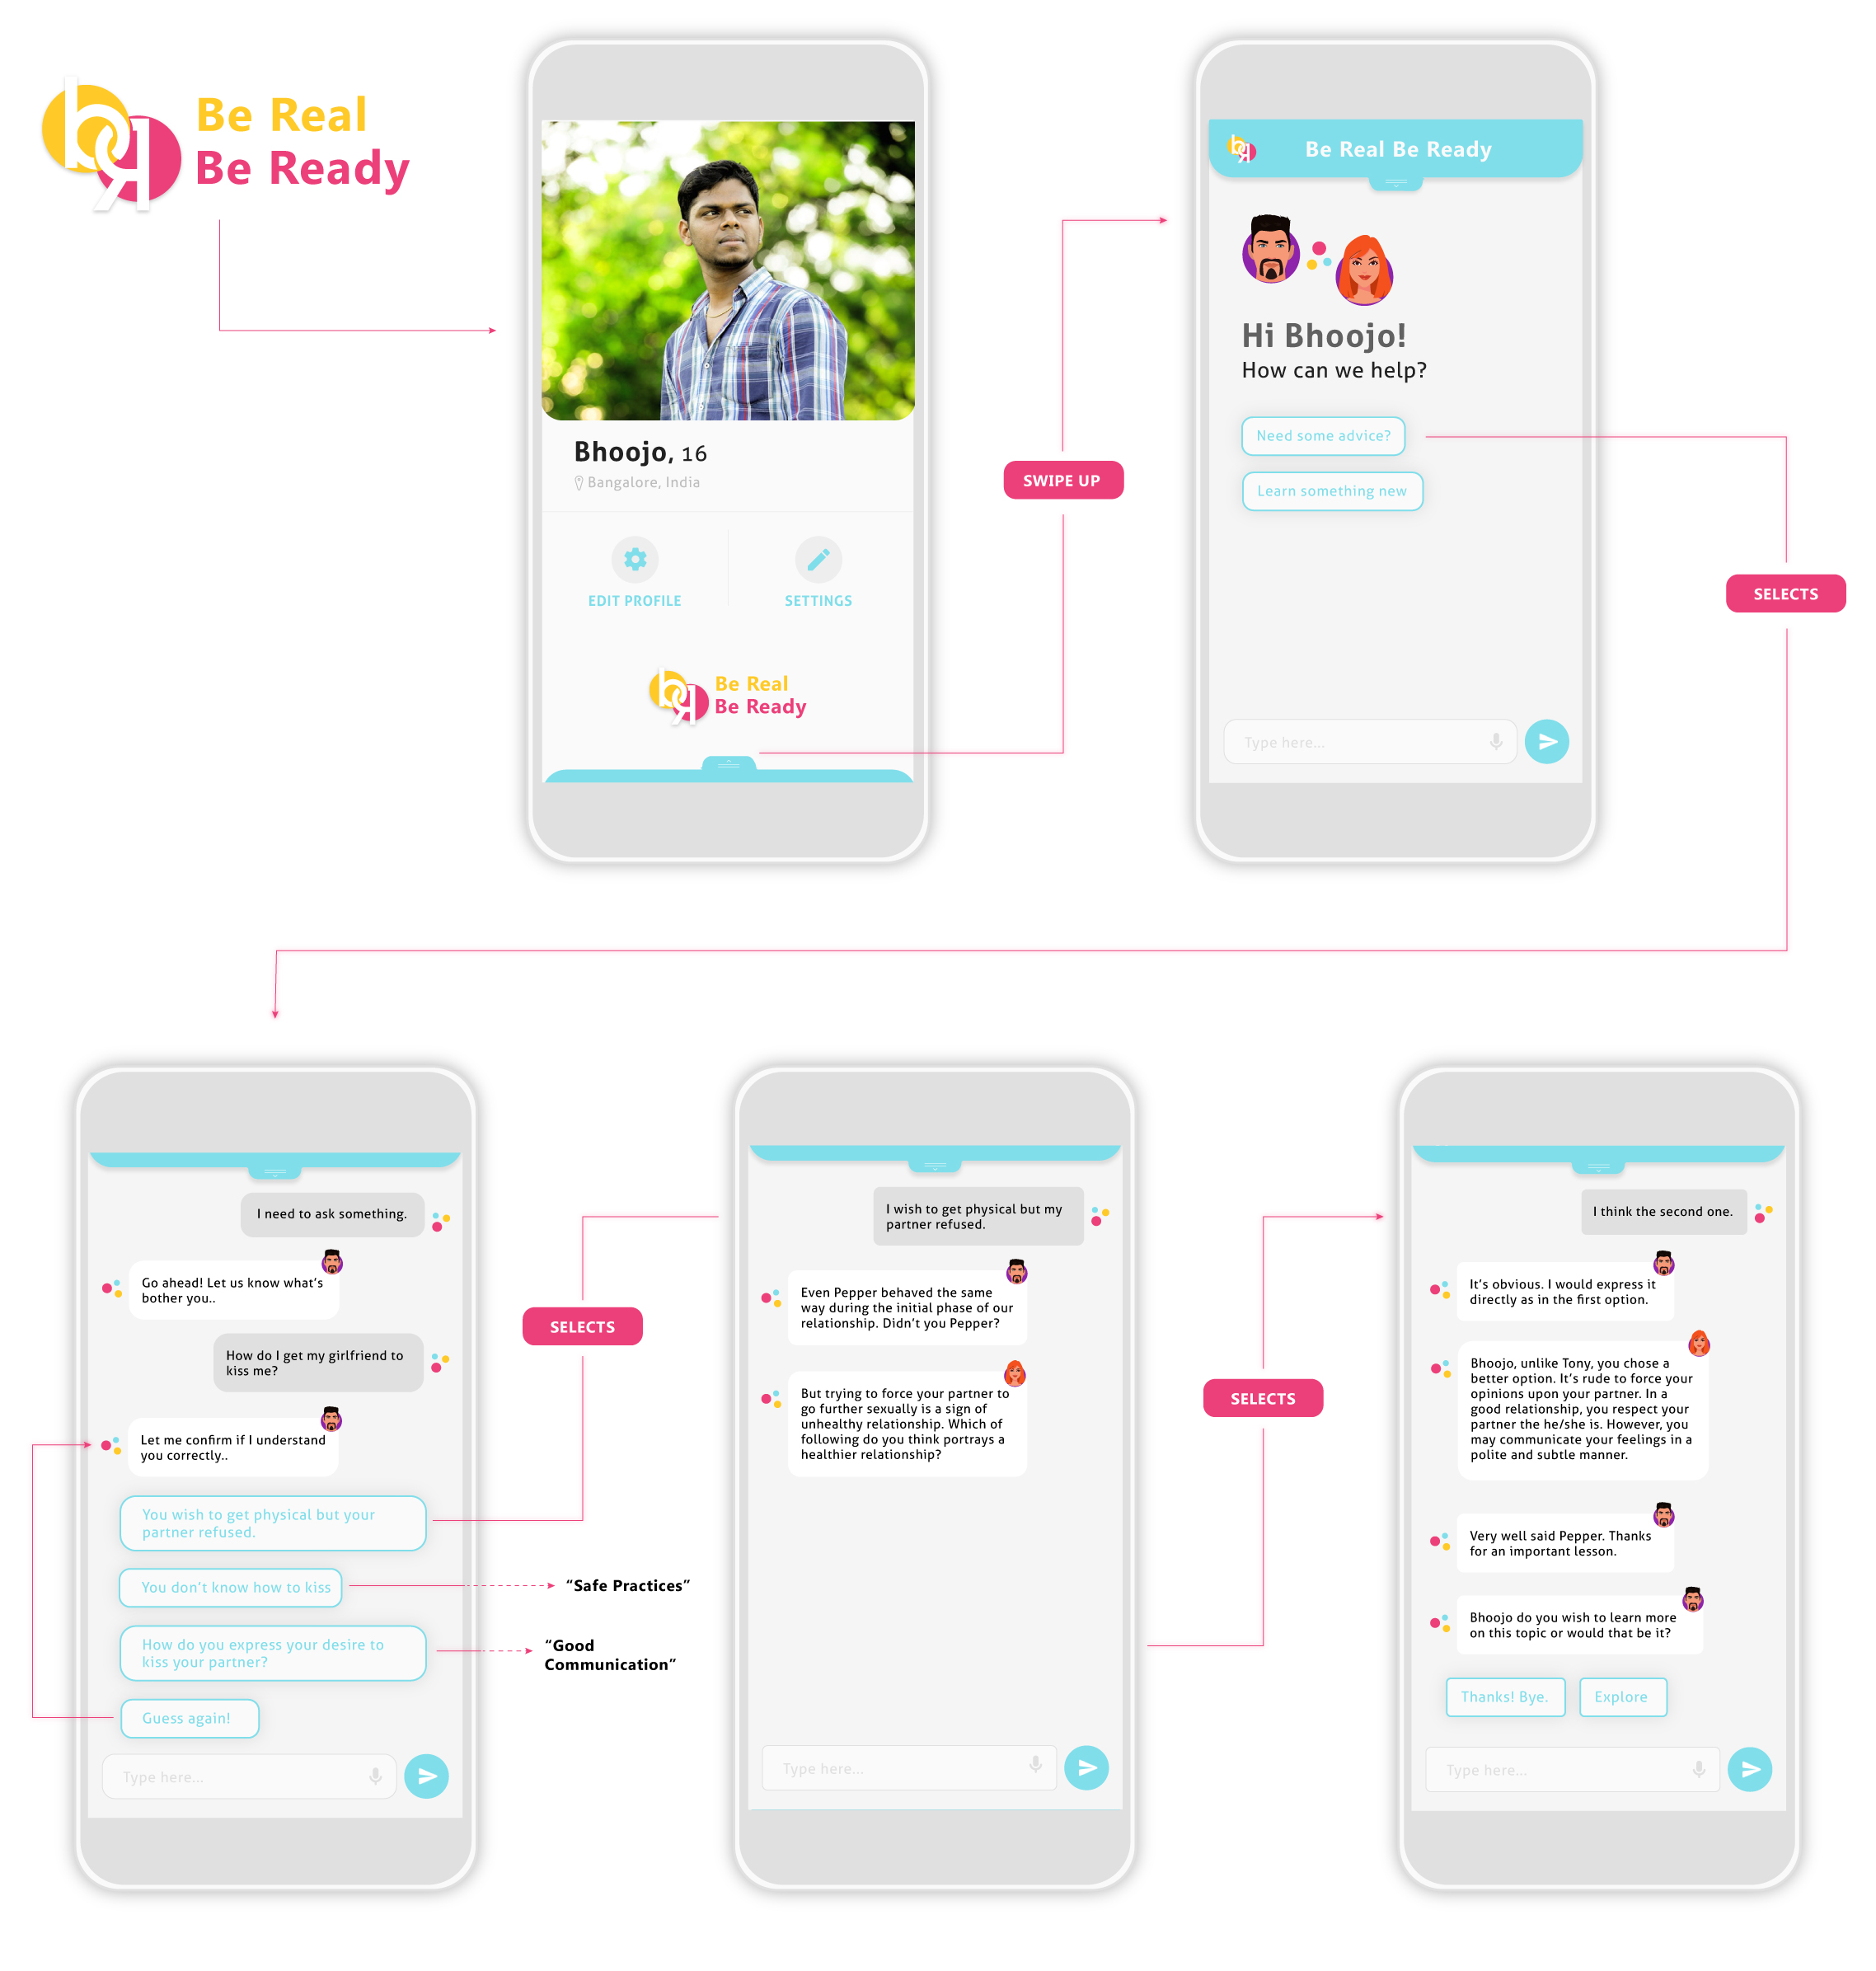 Be Real
Be Ready
Bhoojo, 16
Bangalore, India
EDIT PROFILE
SETTINGS
Be Real
Be Ready
SWIPE UP
Be Real Be Ready
Hi Bhoojo!
How can we help?
Need some advice?
Learn something new
Type here...
SELECTS
I need to ask something.
Go ahead! Let us know what's
bother you..
How do I get my girlfriend to
kiss me?
Let me confirm if I understand
you correctly..
You wish to get physical but your
partner refused.
You don't know how to kiss
How do you express your desire to
kiss your partner?
Guess again!
Type here...
SELECTS
“Safe Practices”
“Good
Communication”
I wish to get physical but my
partner refused.
Even Pepper behaved the same
way during the initial phase of our
relationship. Didn't you Pepper?
But trying to force your partner to
go further sexually is a sign of
unhealthy relationship. Which of
following do you think portrays a
healthier relationship?
Type here...
SELECTS
I think the second one.
It's obvious. I would express it
directly as in the first option.
Bhoojo, unlike Tony, you chose a
better option. It's rude to force your
opinions upon your partner. In a
good relationship, you respect your
partner the he/she is. However, you
may communicate your feelings in a
polite and subtle manner.
Very well said Pepper. Thanks
for an important lesson.
Bhoojo do you wish to learn more
on this topic or would that be it?
Thanks! Bye.
Explore
Type here...